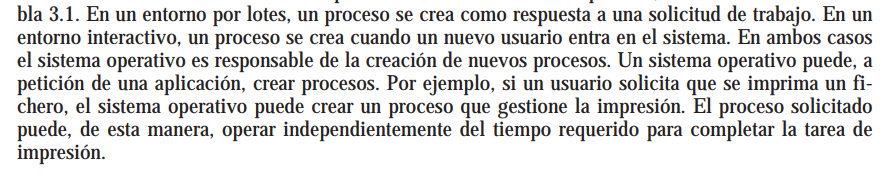 bla 3.1. En un entorno por lotes, un proceso se crea como respuesta a una solicitud de trabajo. En un
entorno interactivo, un proceso se crea cuando un nuevo usuario entra en el sistema. En ambos casos
el sistema operativo es responsable de la creación de nuevos procesos. Un sistema operativo puede, a
petición de una aplicación, crear procesos. Por ejemplo, si un usuario solicita que se imprima un fi-
chero, el sistema operativo puede crear un proceso que gestione la impresión. El proceso solicitado
puede, de esta manera, operar independientemente del tiempo requerido para completar la tarea de
impresión.